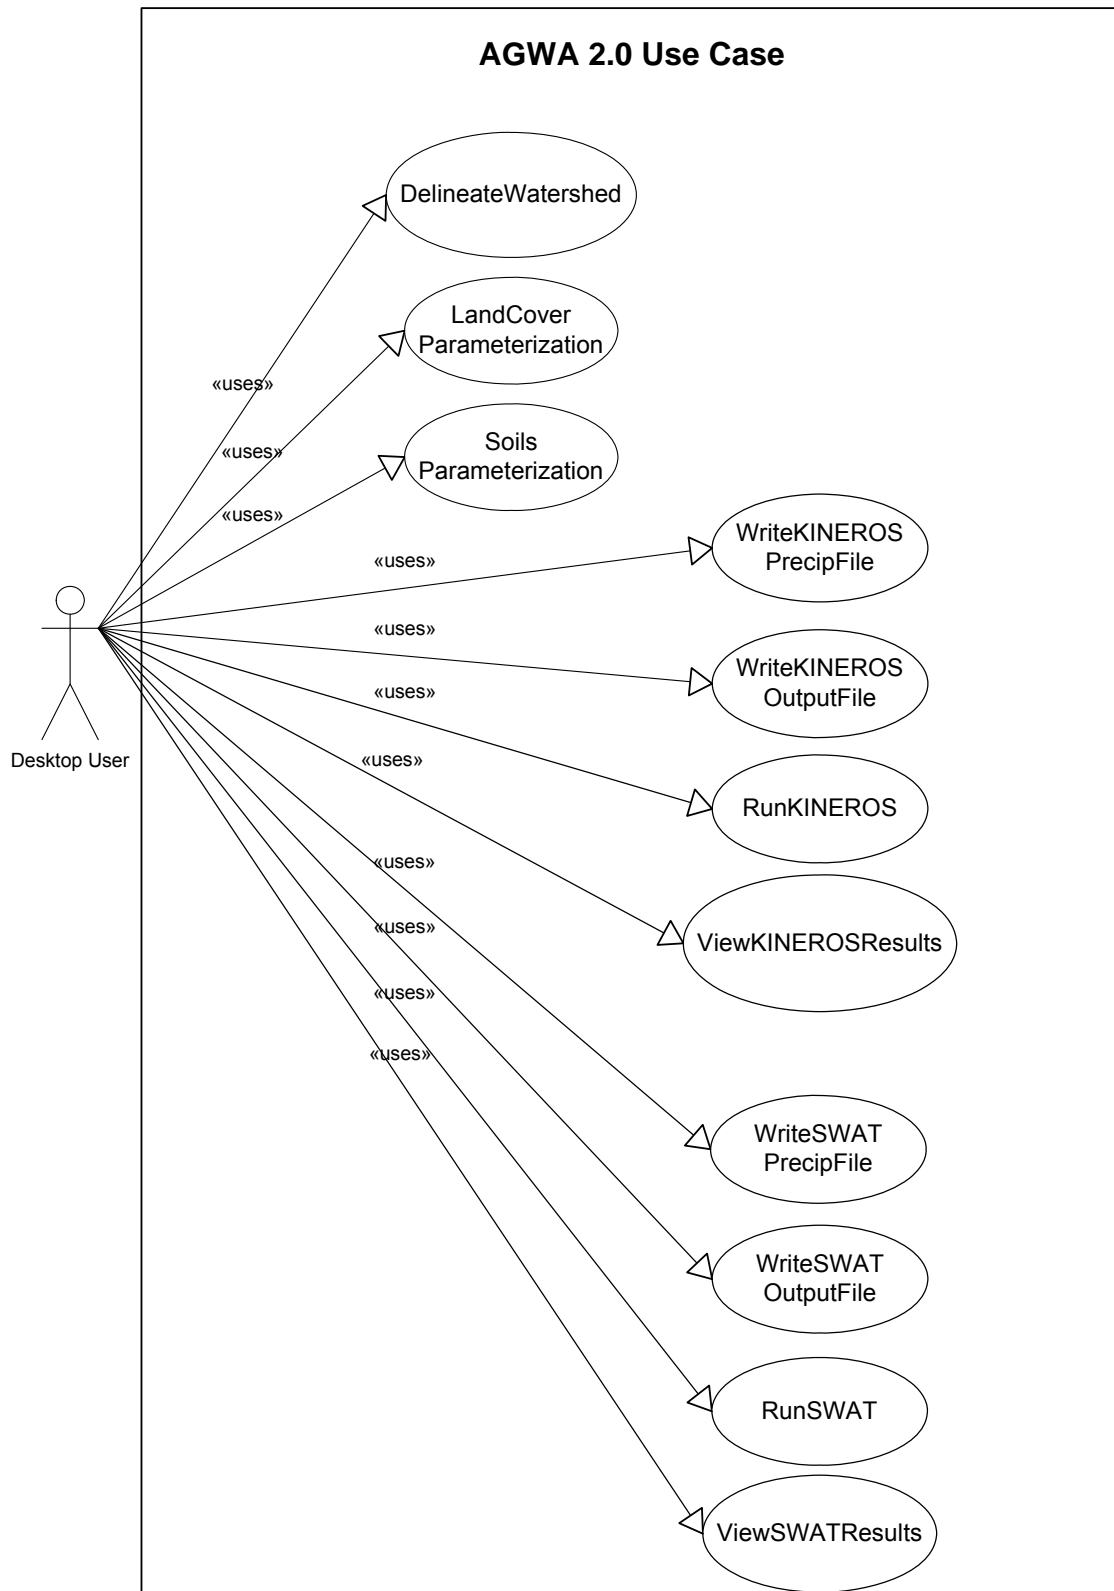 AGWA 2.0 Use Case
DelineateWatershed
LandCover
Parameterization
«uses»
«uses»
Soils
Parameterization
«uses»
WriteKINEROS
PrecipFile
«uses»
«uses»
WriteKINEROS
OutputFile
«uses»
Desktop User
«uses»
RunKINEROS
«uses»
ViewKINEROSResults
«uses»
«uses»
«uses»
WriteSWAT
PrecipFile
WriteSWAT
OutputFile
RunSWAT
ViewSWATResults